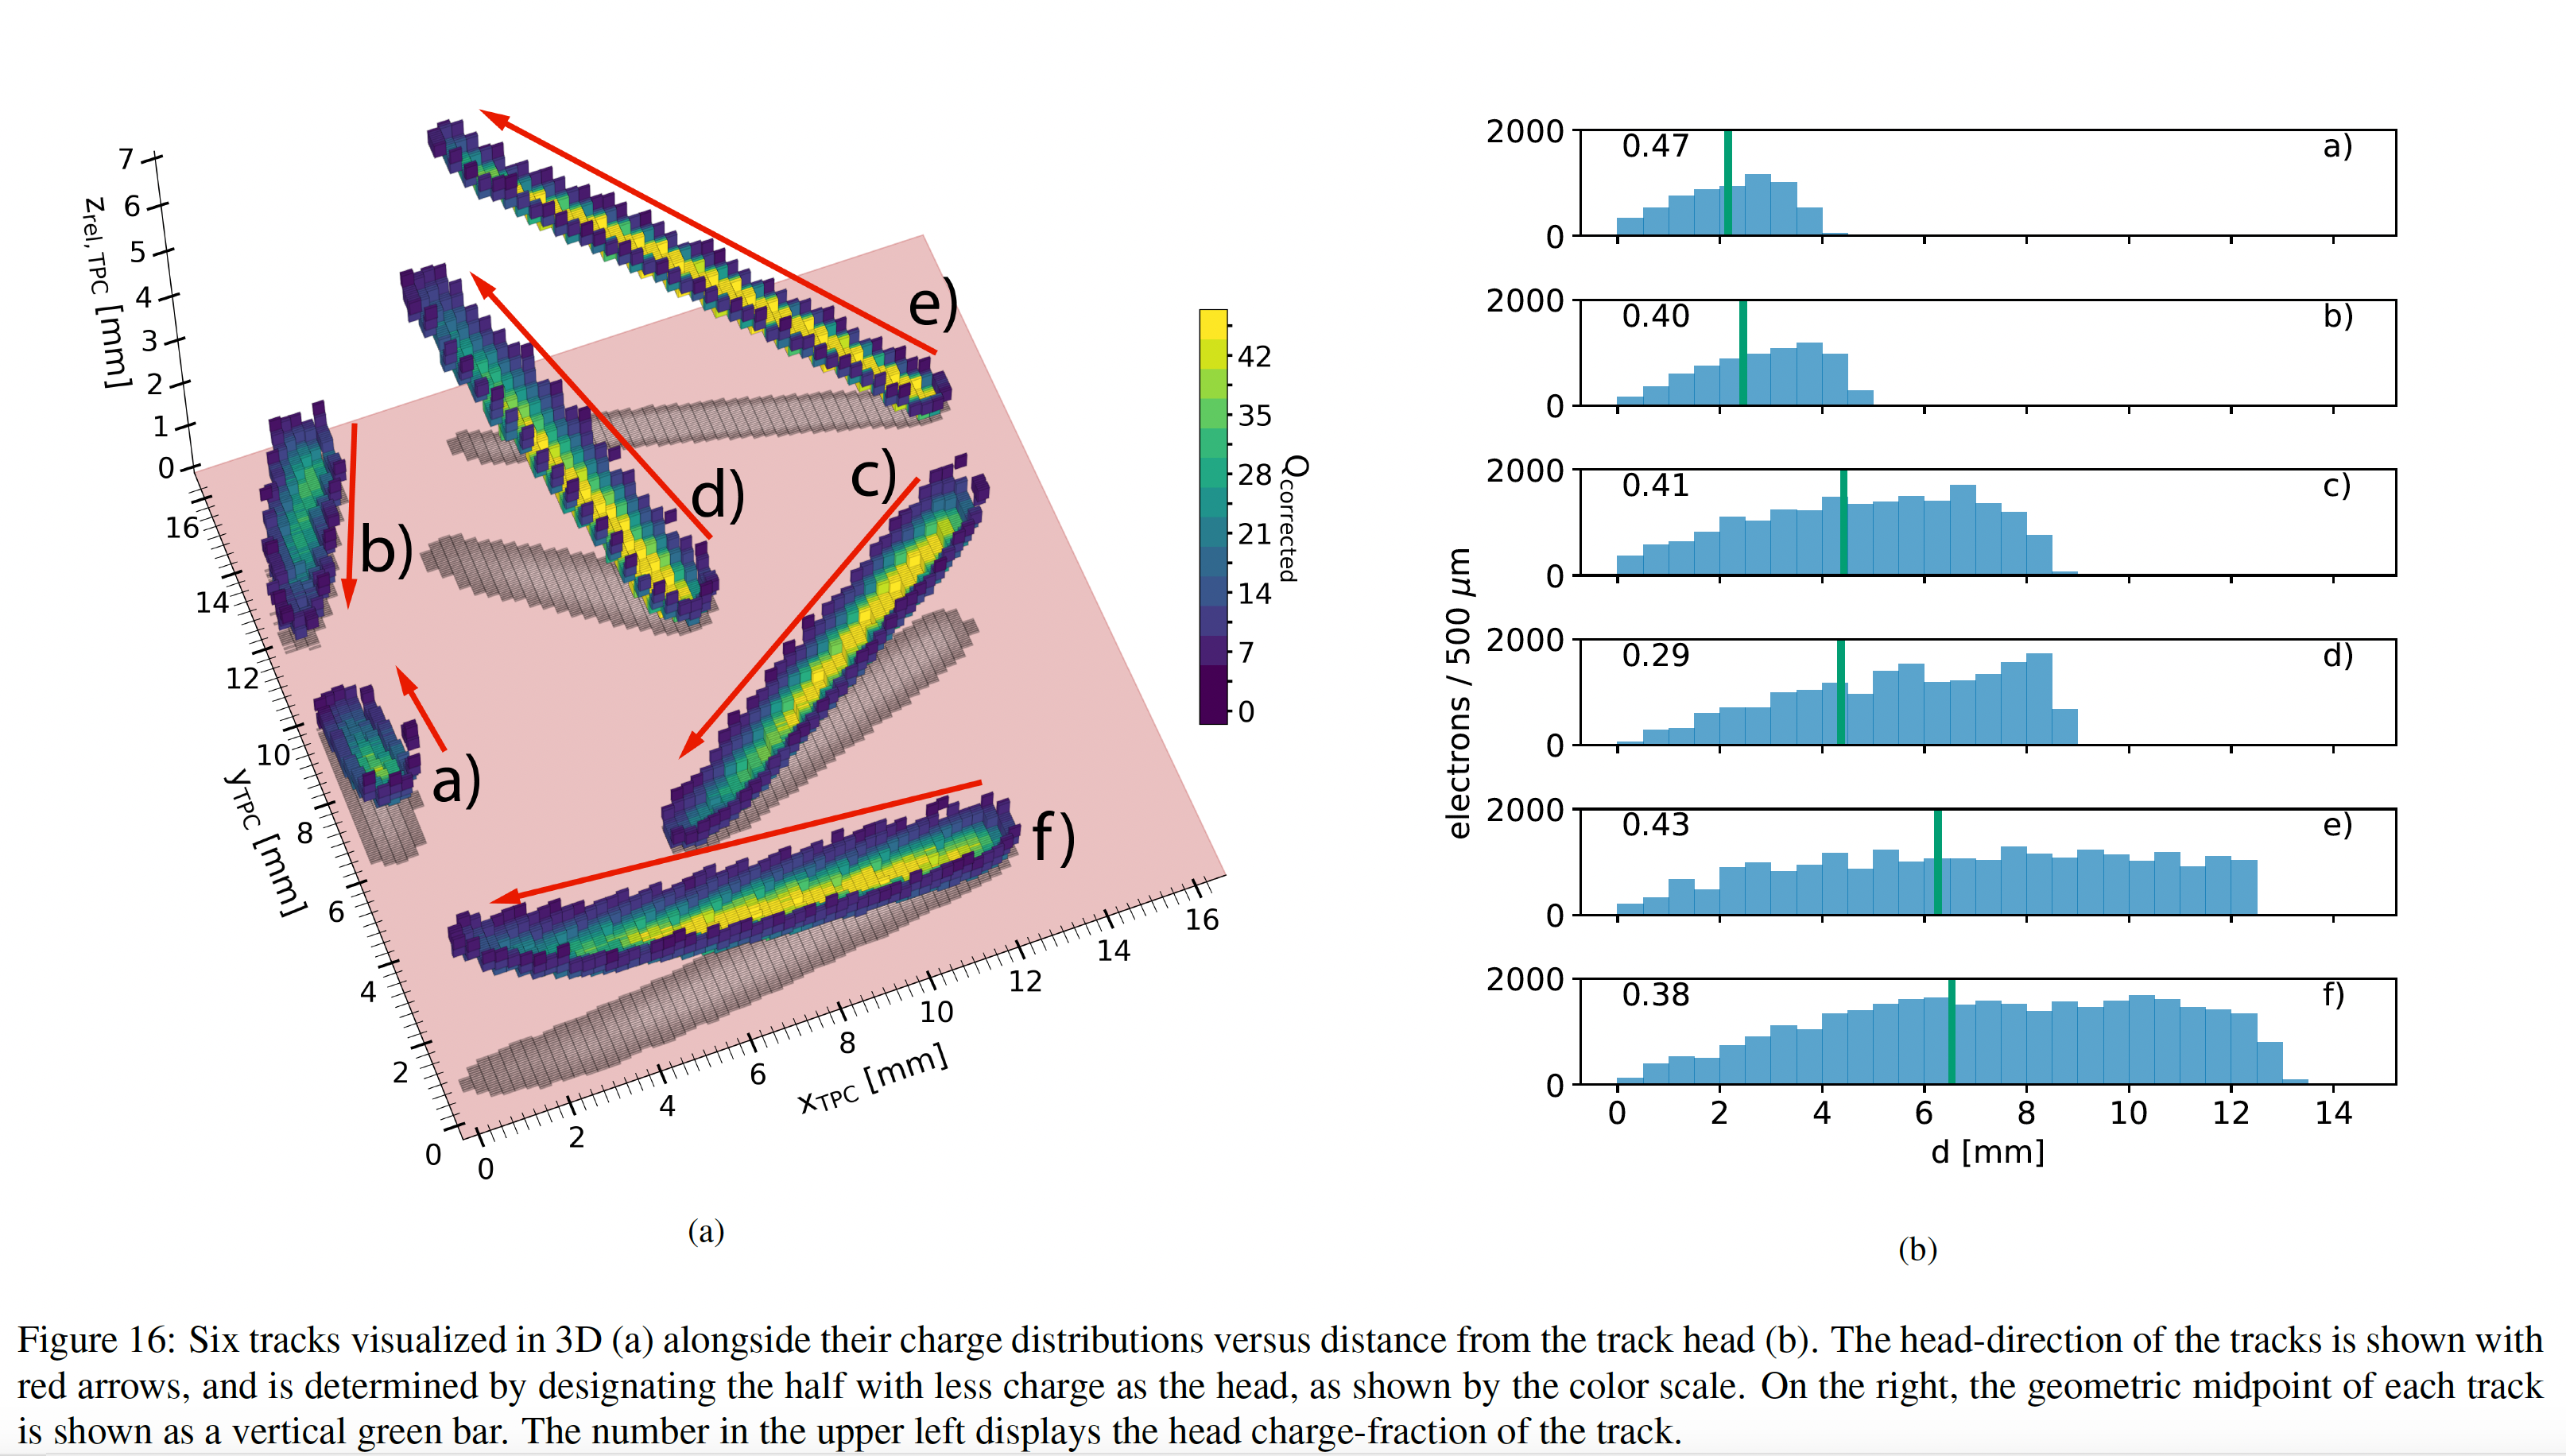 7
6
5
4
3
2
1
0
z_rel, TPC [mm]
16
14
12
10
8
6
4
2
0
y_TPC [mm]
0
2
4
6
8
10
12
14
16
x_TPC [mm]
e)
d)
c)
b)
a)
f)
42
35
28
21
14
7
0
Q_corrected
(a)
electrons / 500 μm
2000
0
0.47
a)
2000
0
0.40
b)
2000
0
0.41
c)
2000
0
0.29
d)
2000
0
0.43
e)
2000
0
0.38
f)
0 2 4 6 8 10 12 14
d [mm]
(b)
Figure 16: Six tracks visualized in 3D (a) alongside their charge distributions versus distance from the track head (b). The head-direction of the tracks is shown with
red arrows, and is determined by designating the half with less charge as the head, as shown by the color scale. On the right, the geometric midpoint of each track
is shown as a vertical green bar. The number in the upper left displays the head charge-fraction of the track.